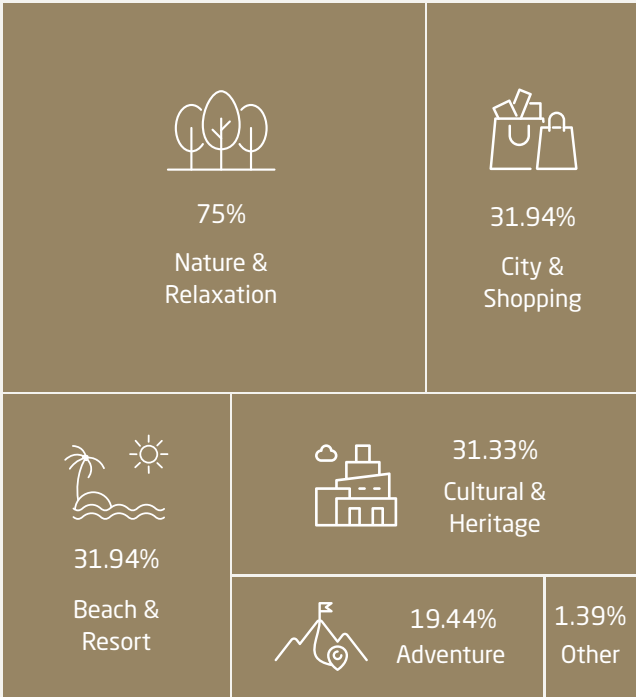 75%
Nature &
Relaxation
31.94%
City &
Shopping
31.94%
Beach &
Resort
31.33%
Cultural &
Heritage
19.44%
Adventure
1.39%
Other